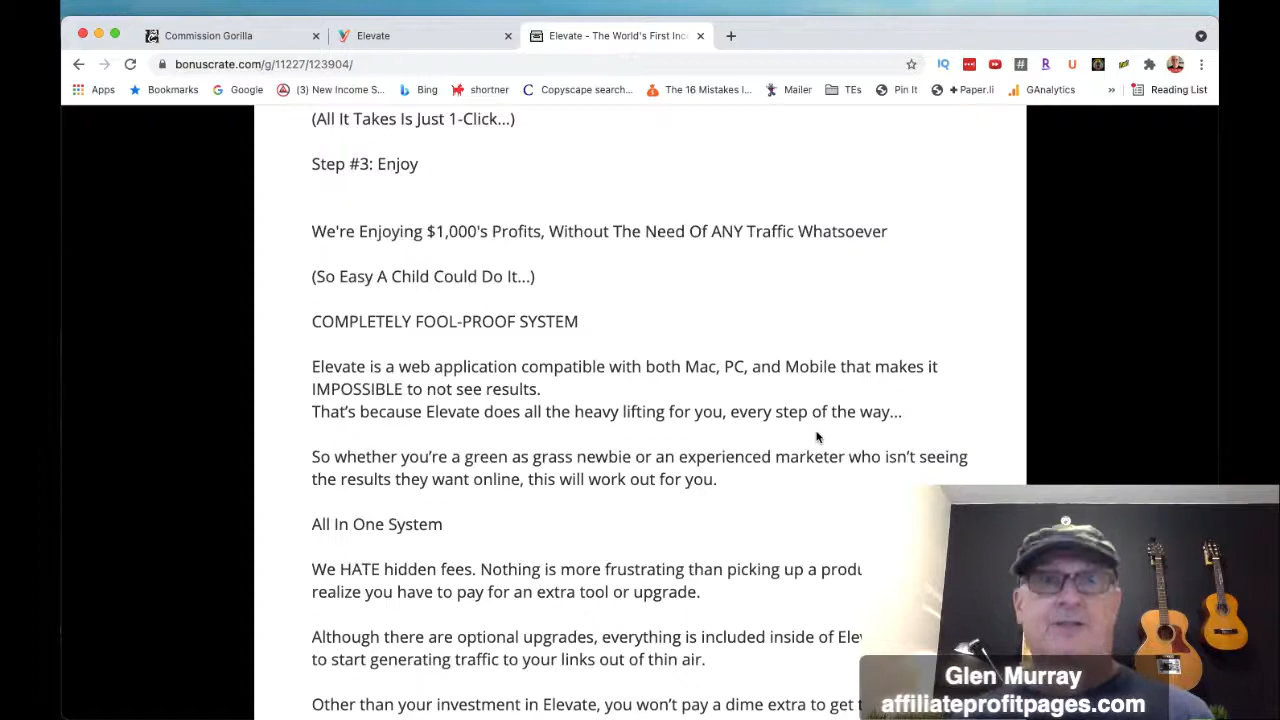 Commission Gorilla
Elevate
Elevate - The World's First Inc
bonuscrate.com/g/11227/123904/
Apps
Bookmarks
Google
(3) New Income S...
Bing
shortner
Copyscape search...
The 16 Mistakes I...
Mailer
TEs
Pin It
+ Paper.li
GAnalytics
»
Reading List
(All It Takes Is Just 1-Click...)
Step #3: Enjoy
We're Enjoying $1,000's Profits, Without The Need Of ANY Traffic Whatsoever
(So Easy A Child Could Do It...)
COMPLETELY FOOL-PROOF SYSTEM
Elevate is a web application compatible with both Mac, PC, and Mobile that makes it
IMPOSSIBLE to not see results.
That’s because Elevate does all the heavy lifting for you, every step of the way...
So whether you’re a green as grass newbie or an experienced marketer who isn’t seeing
the results they want online, this will work out for you.
All In One System
We HATE hidden fees. Nothing is more frustrating than picking up a produ
realize you have to pay for an extra tool or upgrade.
Although there are optional upgrades, everything is included inside of Elev
to start generating traffic to your links out of thin air.
Other than your investment in Elevate, you won’t pay a dime extra to get t
Glen Murray
affiliateprofitpages.com